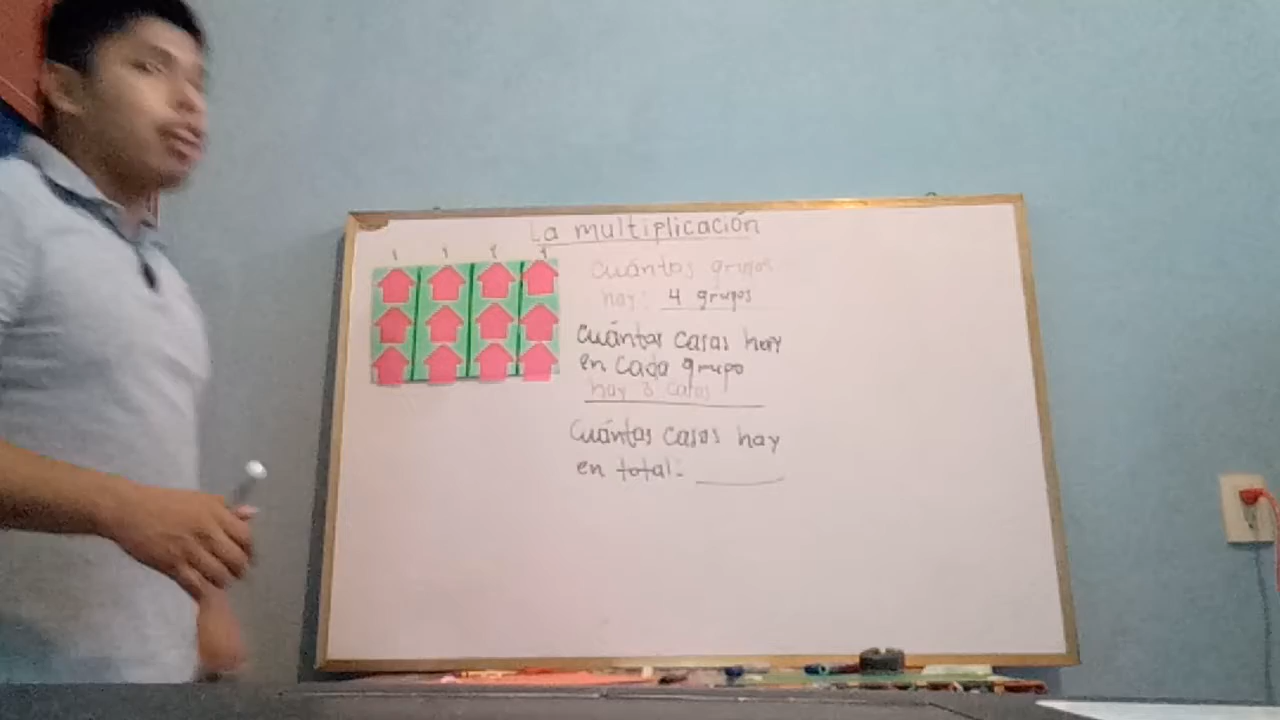 La multiplicación
Cuántos grupos
hay: 4 grupos
Cuántas casas hay
en cada grupo
hay 3 casas
Cuántas casas hay
en total: